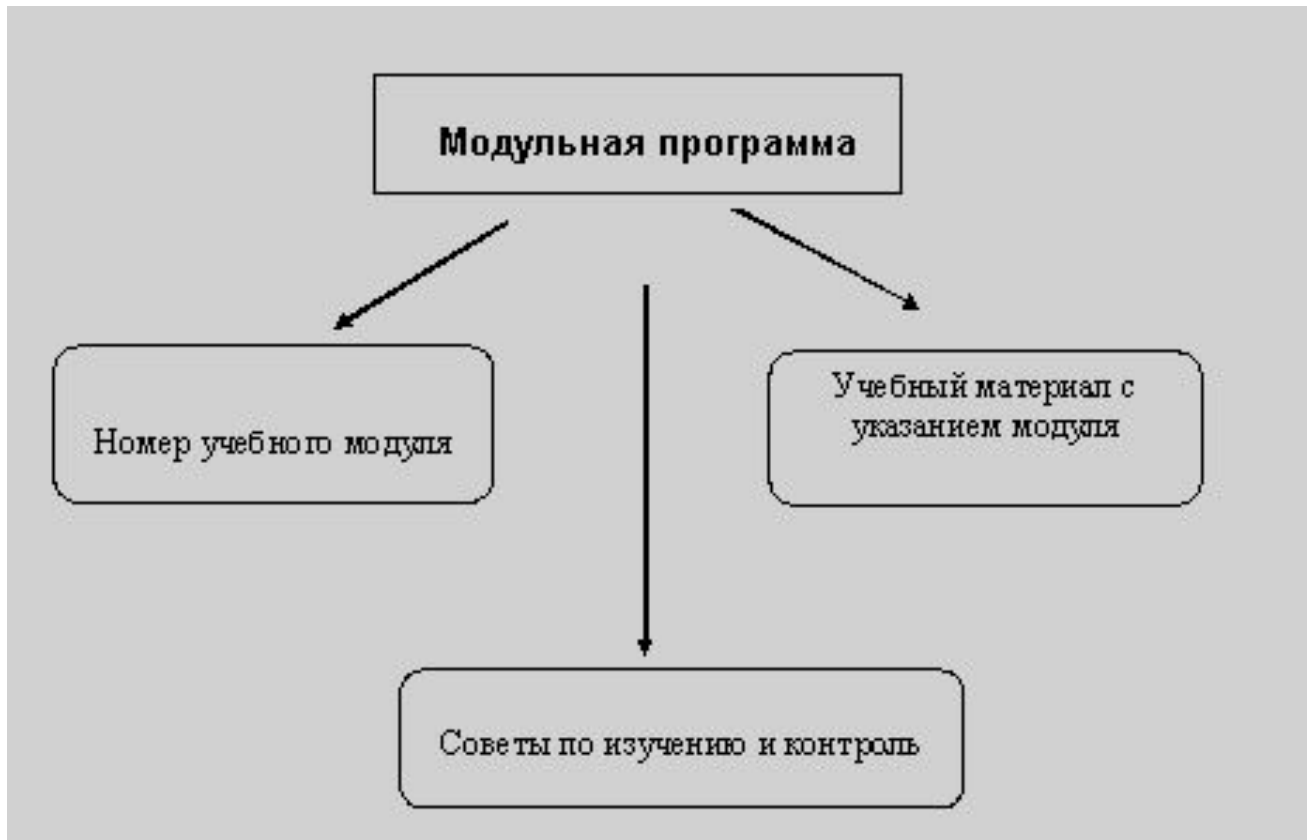 Модульная программа
Номер учебного модуля
Учебный материал с
указанием модуля
Советы по изучению и контроль